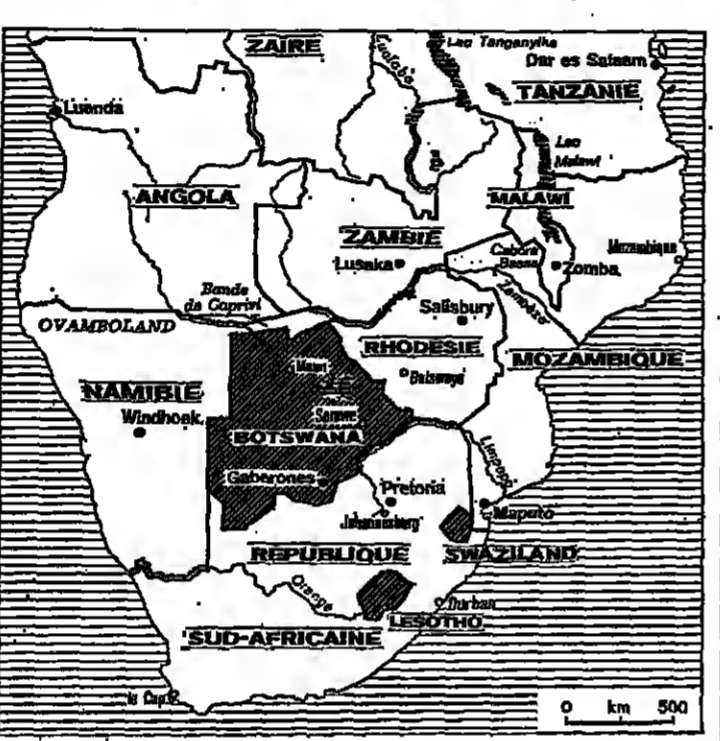 ZAIRE
Lualaba
Lac Tanganyika
Dar es Salaam
TANZANIE
Luanda
Lac
Malawi
ANGOLA
MALAWI
ZAMBIE
Cabora
Bassa
Mozambique
Lusaka
Zomba
Bande
de Caprivi
Zambèze
Salisbury
OVAMBOLAND
RHODESIE
MOZAMBIQUE
Maun
Bulawayo
NAMIBIE
Serowe
Windhoek
BOTSWANA
Limpopo
Gaberones
Pretoria
Maputo
Johannesburg
REPUBLIQUE
SWAZILAND
Orange
Durban
LESOTHO
SUD-AFRICAINE
le Cap
0 km 500